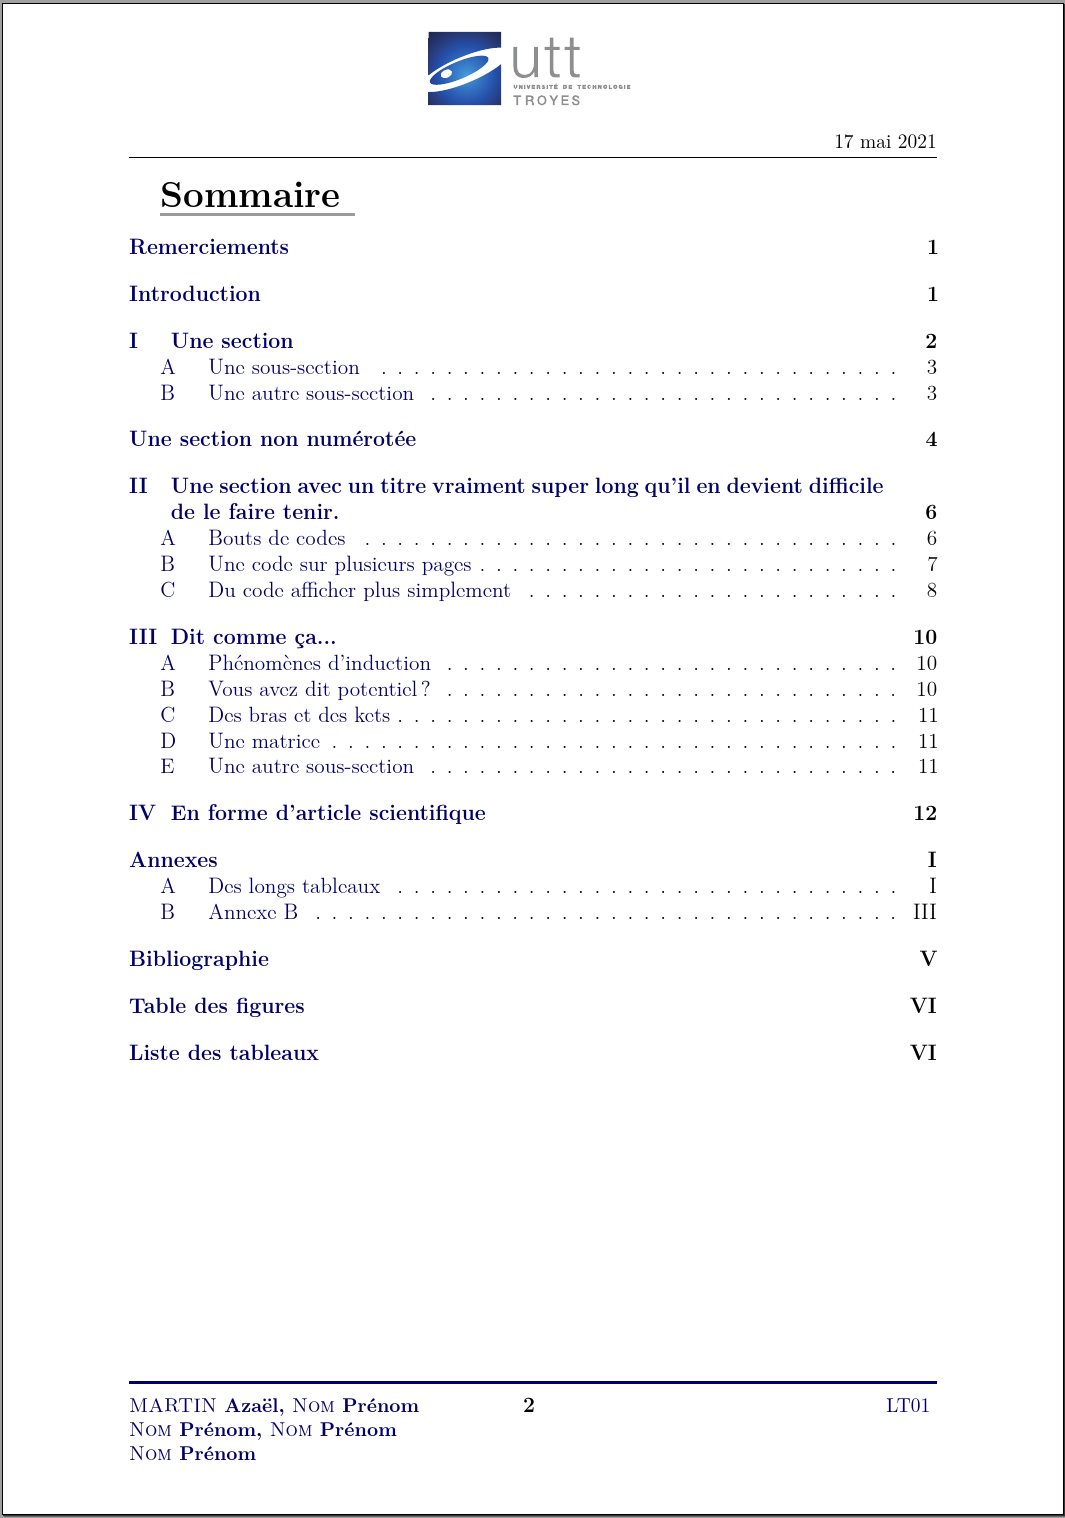 utt
UNIVERSITÉ DE TECHNOLOGIE
TROYES
17 mai 2021
Sommaire
Remerciements 1
Introduction 1
I Une section 2
A Une sous-section . . . . . . . . . . . . . . . . . . . . . . . . . . . . . . . . 3
B Une autre sous-section . . . . . . . . . . . . . . . . . . . . . . . . . . . . . 3
Une section non numérotée 4
II Une section avec un titre vraiment super long qu'il en devient difficile
de le faire tenir. 6
A Bouts de codes . . . . . . . . . . . . . . . . . . . . . . . . . . . . . . . . . 6
B Une code sur plusieurs pages . . . . . . . . . . . . . . . . . . . . . . . . . . 7
C Du code afficher plus simplement . . . . . . . . . . . . . . . . . . . . . . . 8
III Dit comme ça... 10
A Phénomènes d'induction . . . . . . . . . . . . . . . . . . . . . . . . . . . . 10
B Vous avez dit potentiel ? . . . . . . . . . . . . . . . . . . . . . . . . . . . . 10
C Des bras et des kets . . . . . . . . . . . . . . . . . . . . . . . . . . . . . . . 11
D Une matrice . . . . . . . . . . . . . . . . . . . . . . . . . . . . . . . . . . . 11
E Une autre sous-section . . . . . . . . . . . . . . . . . . . . . . . . . . . . . 11
IV En forme d'article scientifique 12
Annexes I
A Des longs tableaux . . . . . . . . . . . . . . . . . . . . . . . . . . . . . . . I
B Annexe B . . . . . . . . . . . . . . . . . . . . . . . . . . . . . . . . . . . . III
Bibliographie V
Table des figures VI
Liste des tableaux VI
MARTIN Azaël, Nom Prénom 2 LT01
Nom Prénom, Nom Prénom
Nom Prénom